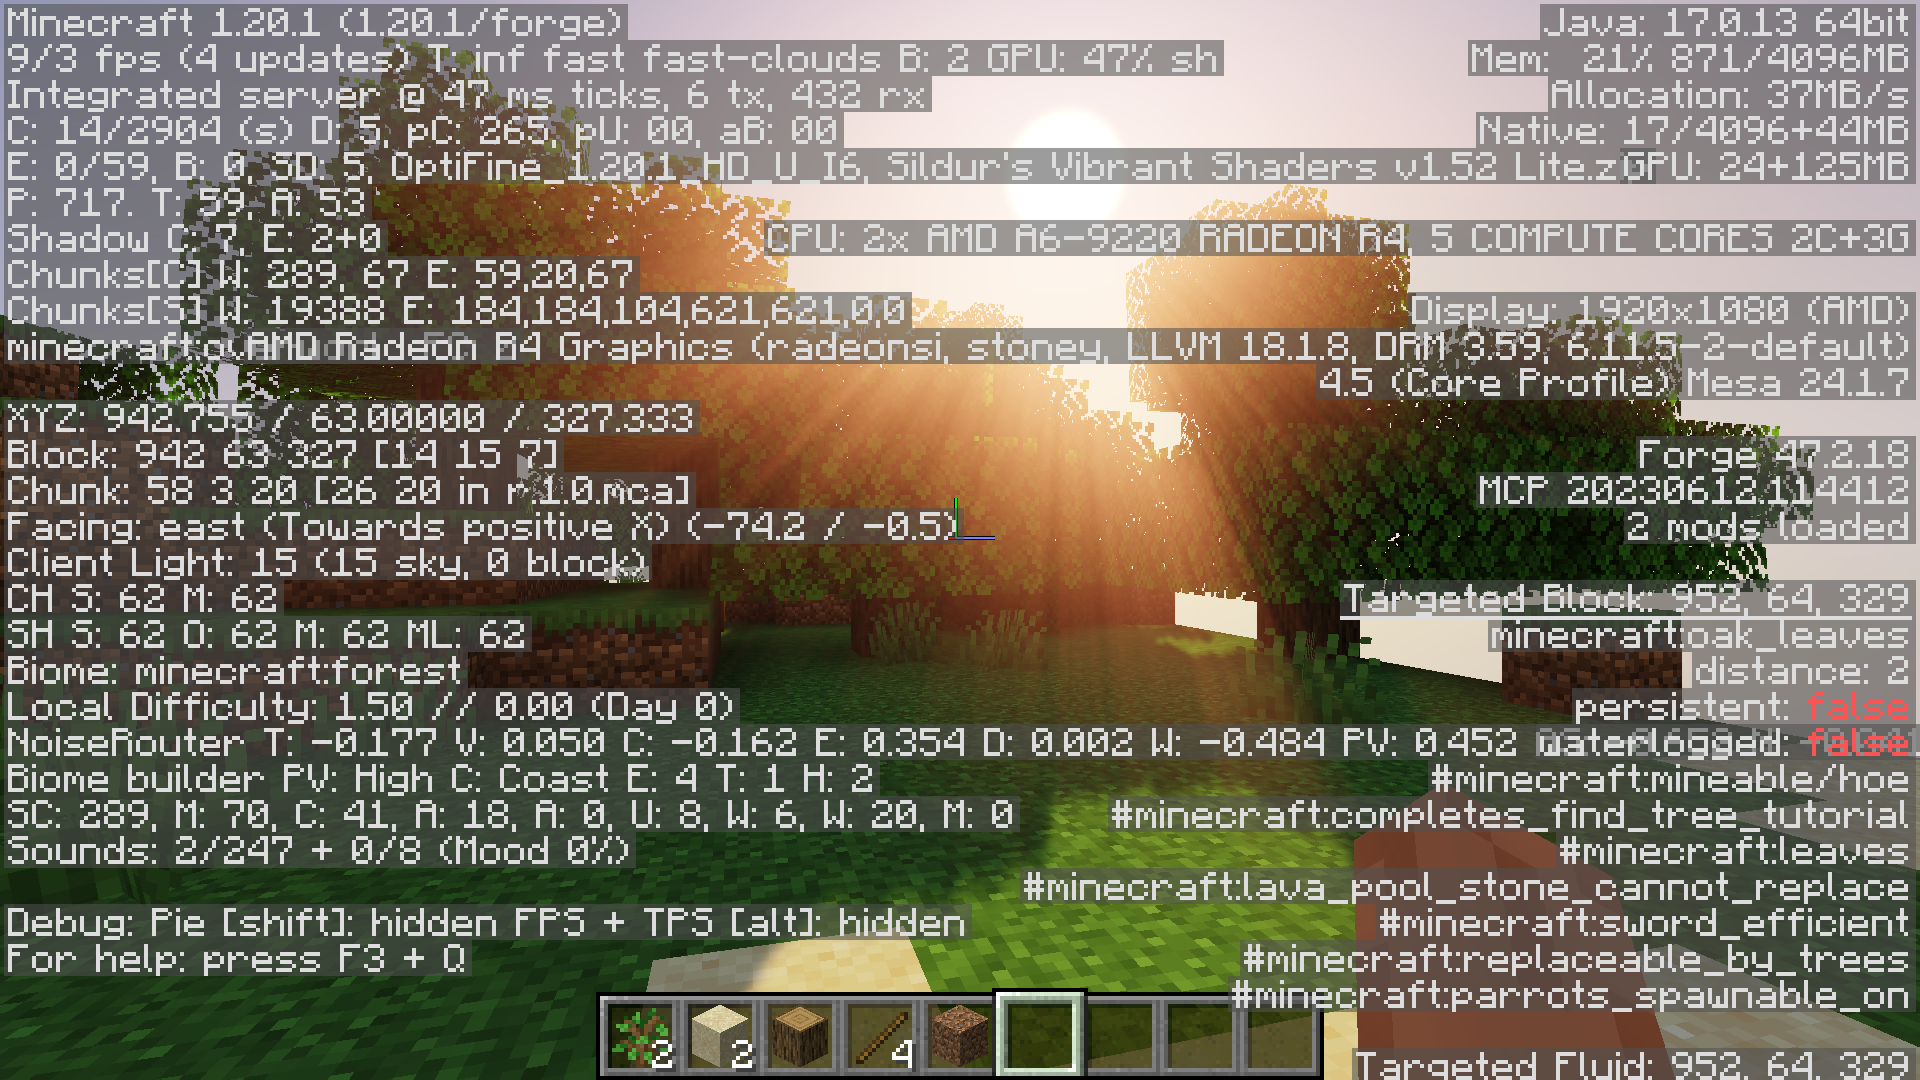 Minecraft 1.20.1 (1.20.1/forge)
9/3 fps (4 updates) T: inf fast fast-clouds B: 2 GPU: 47% sh
Integrated server @ 47 ms ticks, 6 tx, 432 rx
C: 14/2904 (s) D: 5, pC: 265, pU: 00, aB: 00
E: 0/59, B: 0, SD: 5, OptiFine_1.20.1_HD_U_I6, Sildur's Vibrant Shaders v1.52 Lite.z
P: 717. T: 59, A: 53
Shadow C: 7, E: 2+0
Chunks[C] W: 289, 67 E: 59,20,67
Chunks[S] W: 19388 E: 184,184,104,621,621,0,0
XYZ: 942.755 / 63.00000 / 327.333
Block: 942 63 327 [14 15 7]
Chunk: 58 3 20 [26 20 in r.1.0.mca]
Facing: east (Towards positive X) (-74.2 / -0.5)
Client Light: 15 (15 sky, 0 block)
CH S: 62 M: 62
SH S: 62 O: 62 M: 62 ML: 62
Biome: minecraft:forest
Local Difficulty: 1.50 // 0.00 (Day 0)
NoiseRouter T: -0.177 V: 0.050 C: -0.162 E: 0.354 D: 0.002 W: -0.484 PV: 0.452
Biome builder PV: High C: Coast E: 4 T: 1 H: 2
SC: 289, M: 70, C: 41, A: 18, A: 0, U: 8, W: 6, W: 20, M: 0
Sounds: 2/247 + 0/8 (Mood 0%)
Debug: Pie [shift]: hidden FPS + TPS [alt]: hidden
For help: press F3 + Q
Java: 17.0.13 64bit
Mem: 21% 871/4096MB
Allocation: 37MB/s
Native: 17/4096+44MB
GPU: 24+125MB
CPU: 2x AMD A6-9220 RADEON R4, 5 COMPUTE CORES 2C+3G
Display: 1920x1080 (AMD)
AMD Radeon R4 Graphics (radeonsi, stoney, LLVM 18.1.8, DRM 3.59, 6.11.5-2-default)
4.5 (Core Profile) Mesa 24.1.7
Forge 47.2.18
MCP 20230612.114412
2 mods loaded
Targeted Block: 952, 64, 329
minecraft:oak_leaves
distance: 2
persistent: false
waterlogged: false
#minecraft:mineable/hoe
#minecraft:completes_find_tree_tutorial
#minecraft:leaves
#minecraft:lava_pool_stone_cannot_replace
#minecraft:sword_efficient
#minecraft:replaceable_by_trees
#minecraft:parrots_spawnable_on
Targeted Fluid: 952, 64, 329
2
2
4